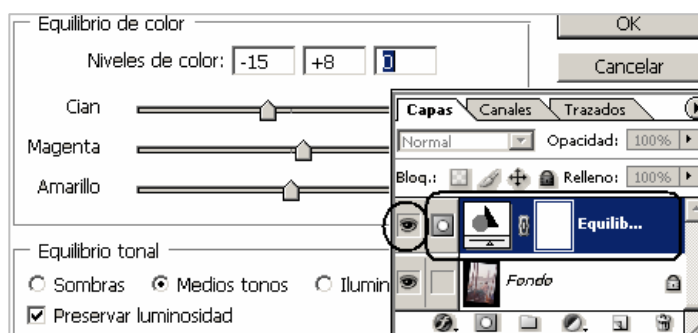 Equilibrio de color
Niveles de color: -15 +8 0
OK
Cancelar
Cian
Magenta
Amarillo
Equilibrio tonal
Sombras Medios tonos Ilumin
Preservar luminosidad
Capas Canales Trazados
Normal Opacidad: 100%
Bloq.: Relleno: 100%
Equilib...
Fondo